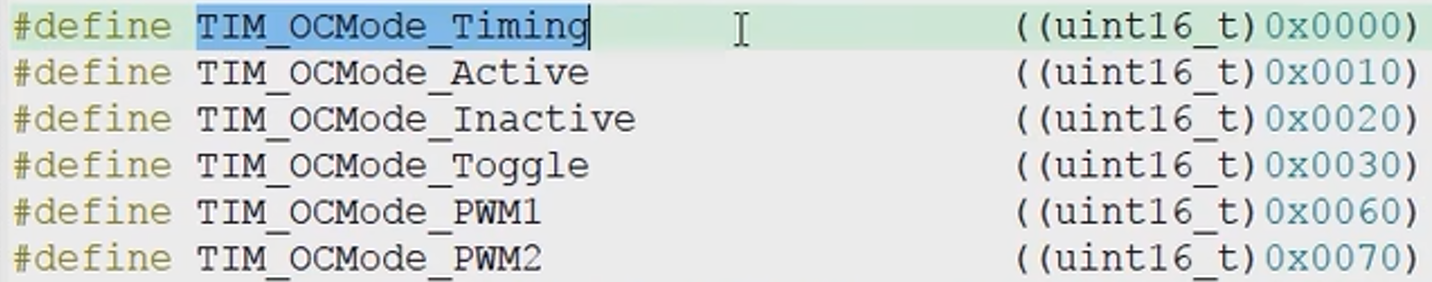 #define TIM_OCMode_Timing ((uint16_t)0x0000)
#define TIM_OCMode_Active ((uint16_t)0x0010)
#define TIM_OCMode_Inactive ((uint16_t)0x0020)
#define TIM_OCMode_Toggle ((uint16_t)0x0030)
#define TIM_OCMode_PWM1 ((uint16_t)0x0060)
#define TIM_OCMode_PWM2 ((uint16_t)0x0070)